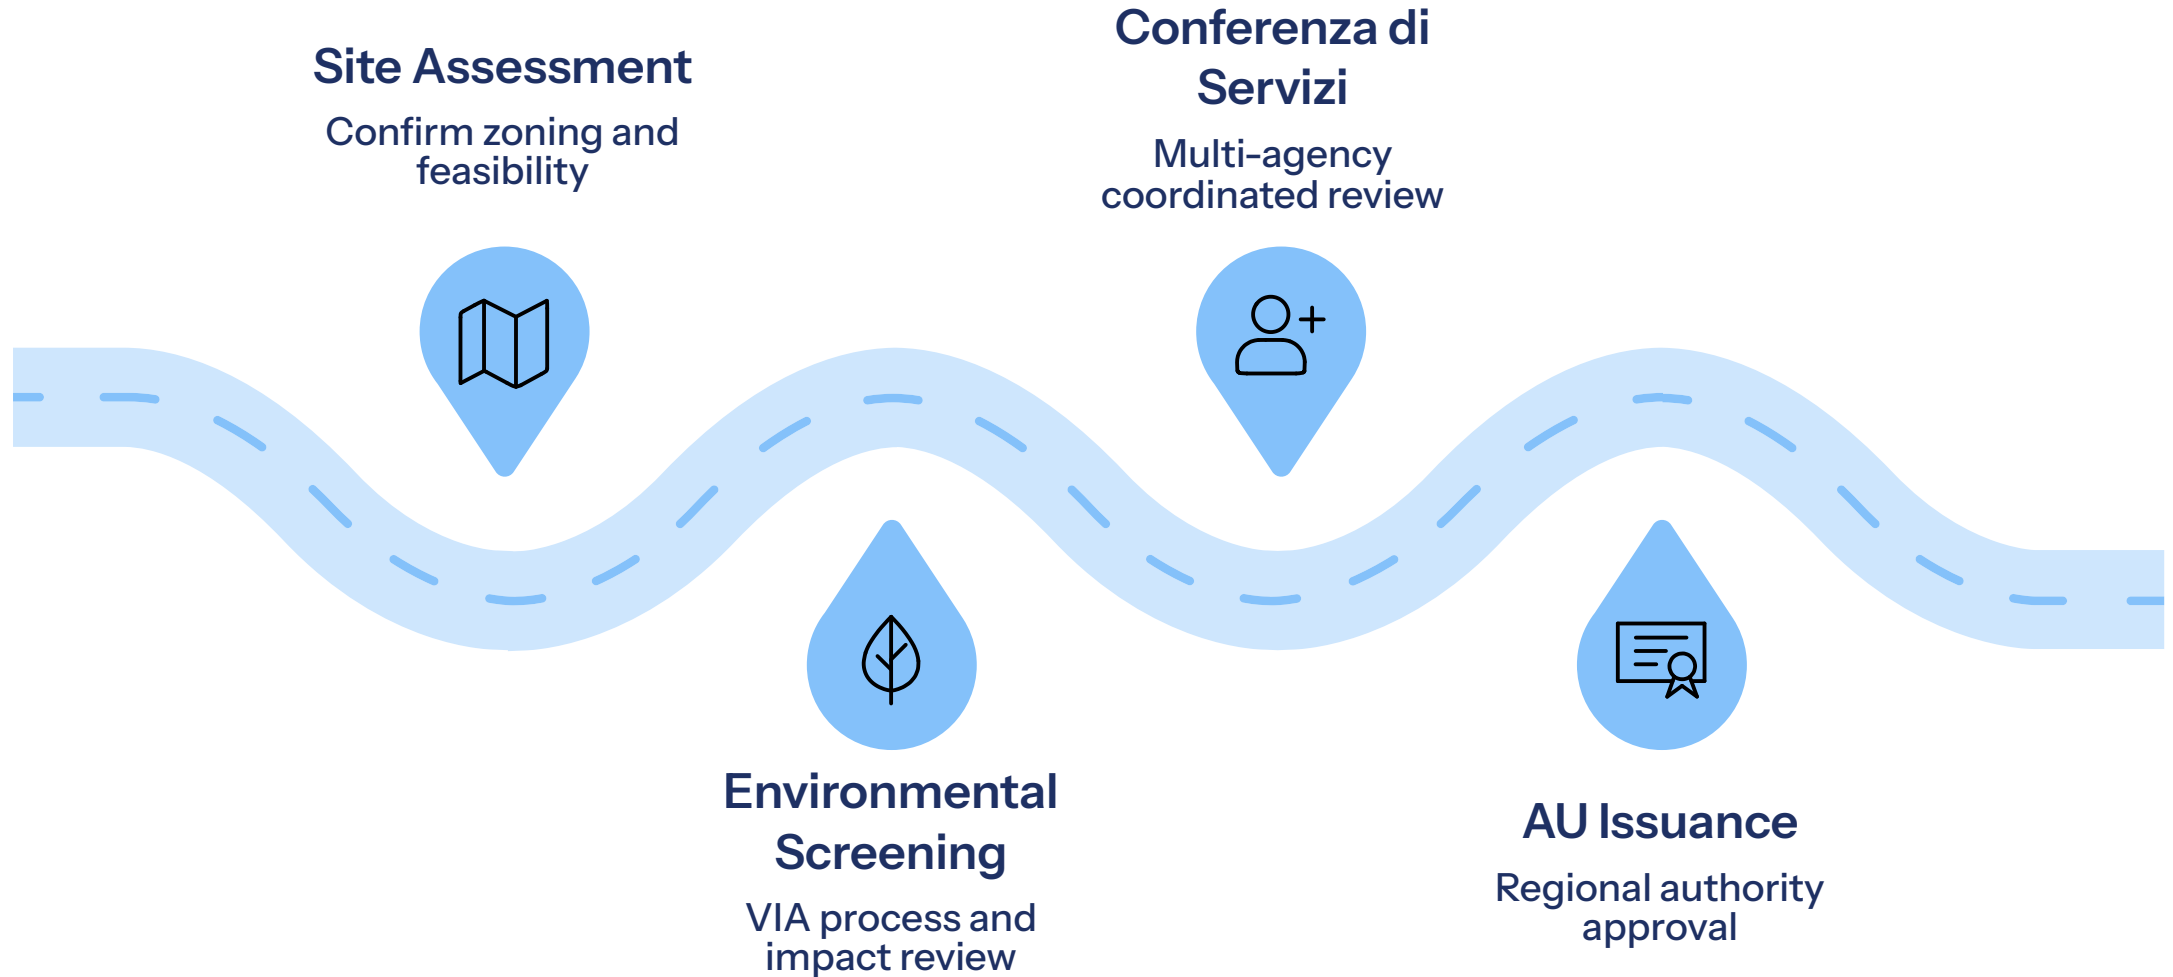 Site Assessment
Confirm zoning and
feasibility
Environmental
Screening
VIA process and
impact review
Conferenza di
Servizi
Multi-agency
coordinated review
AU Issuance
Regional authority
approval